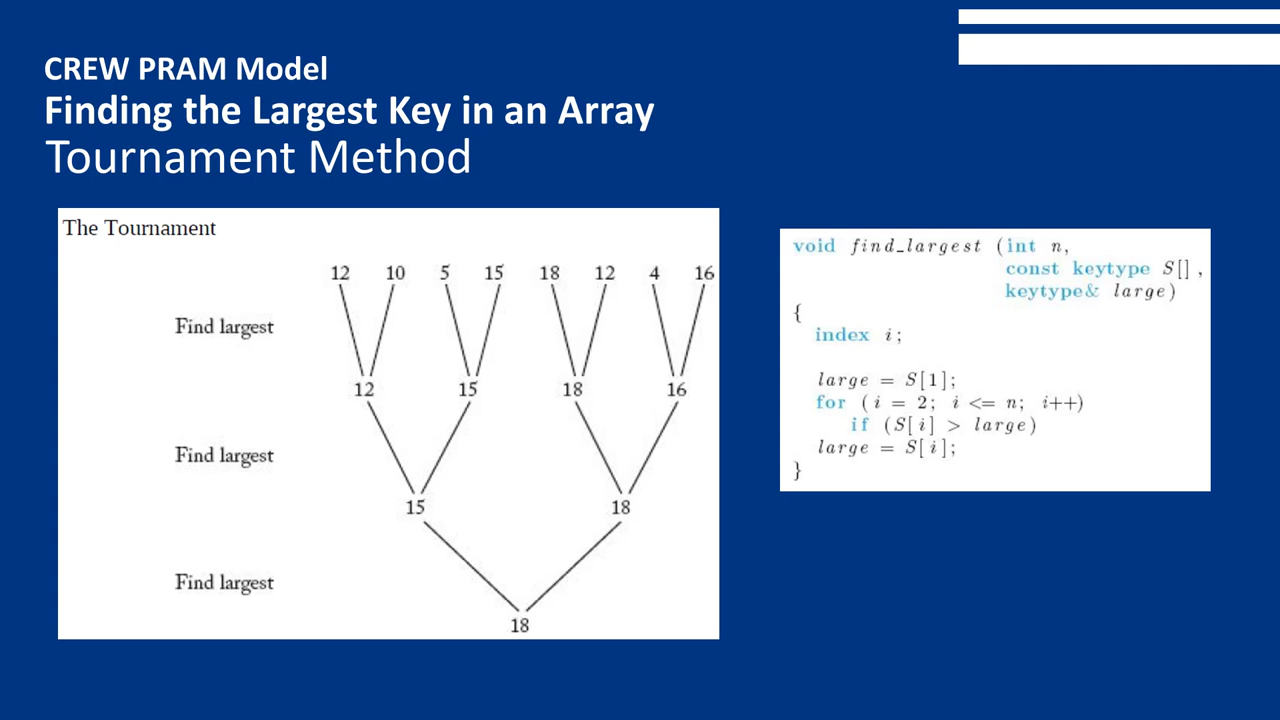 CREW PRAM Model
Finding the Largest Key in an Array
Tournament Method
The Tournament
12 10 5 15 18 12 4 16
Find largest
12 15 18 16
Find largest
15 18
Find largest
18
void find_largest (int n,
const keytype S[],
keytype& large)
{
index i;
large = S[1];
for (i = 2; i <= n; i++)
if (S[i] > large)
large = S[i];
}